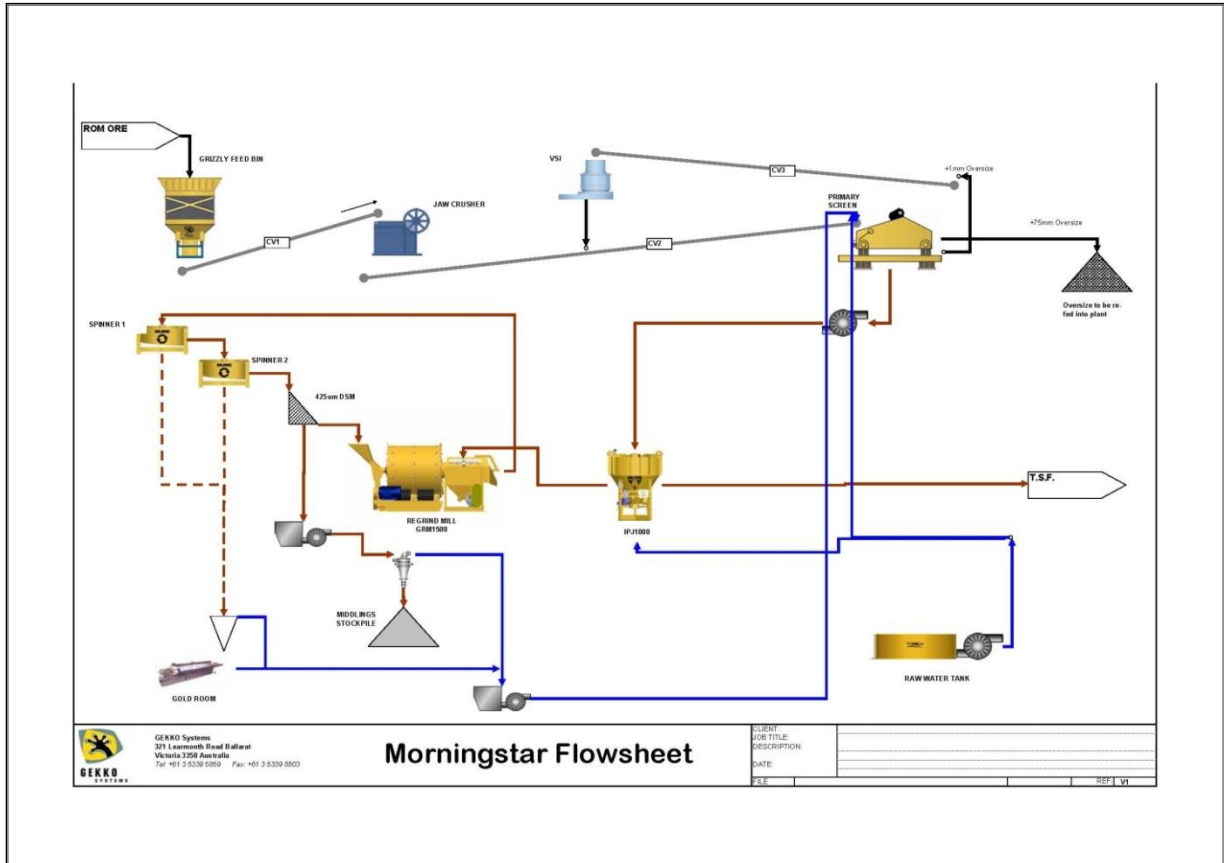 ROM ORE
GRIZZLY FEED BIN
JAW CRUSHER
VSI
CV3
+1mm Oversize
PRIMARY
SCREEN
+75mm Oversize
CV1
CV2
Oversize to be re-
fed into plant
SPINNER 1
SPINNER 2
425um DSM
REGRIND MILL
GRM1500
IPJ1000
T.S.F.
MIDDLINGS
STOCKPILE
RAW WATER TANK
GOLD ROOM
GEKKO
SYSTEMS
GEKKO Systems
321 Learmonth Road Ballarat
Victoria 3350 Australia
Tel: +61 3 5339 5859 Fax: +61 3 5339 5803
Morningstar Flowsheet
CLIENT:
JOB TITLE:
DESCRIPTION:
DATE:
FILE
REF: V1